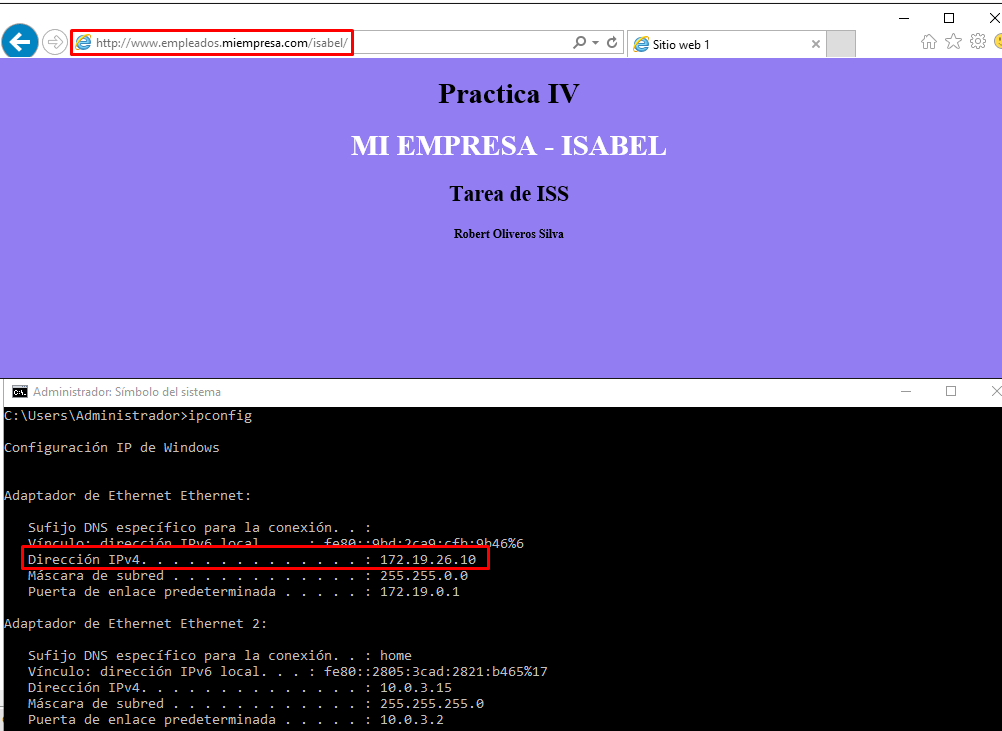 http://www.empleados.miempresa.com/isabel/
Sitio web 1
Practica IV
MI EMPRESA - ISABEL
Tarea de ISS
Robert Oliveros Silva
Administrador: Símbolo del sistema
C:\Users\Administrador>ipconfig
Configuración IP de Windows
Adaptador de Ethernet Ethernet:
Sufijo DNS específico para la conexión. . :
Vínculo: dirección IPv6 local. . . : fe80::9bd:2ca9:cfb:9b46%6
Dirección IPv4. . . . . . . . . . . . . . : 172.19.26.10
Máscara de subred . . . . . . . . . . . . : 255.255.0.0
Puerta de enlace predeterminada . . . . . : 172.19.0.1
Adaptador de Ethernet Ethernet 2:
Sufijo DNS específico para la conexión. . : home
Vínculo: dirección IPv6 local. . . : fe80::2805:3cad:2821:b465%17
Dirección IPv4. . . . . . . . . . . . . . : 10.0.3.15
Máscara de subred . . . . . . . . . . . . : 255.255.255.0
Puerta de enlace predeterminada . . . . . : 10.0.3.2